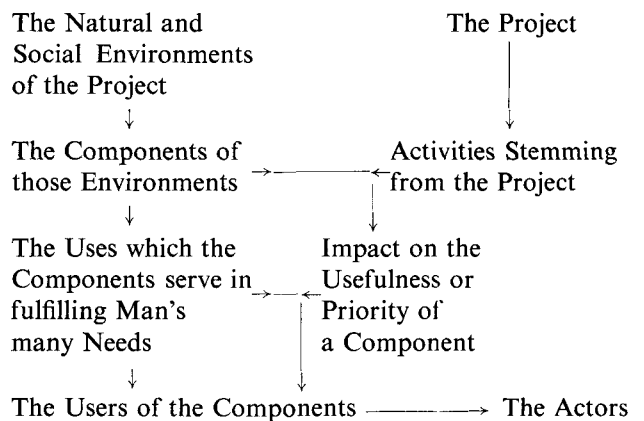 The Natural and
Social Environments
of the Project
The Project
The Components of
those Environments
Activities Stemming
from the Project
The Uses which the
Components serve in
fulfilling Man's
many Needs
Impact on the
Usefulness or
Priority of
a Component
The Users of the Components
The Actors